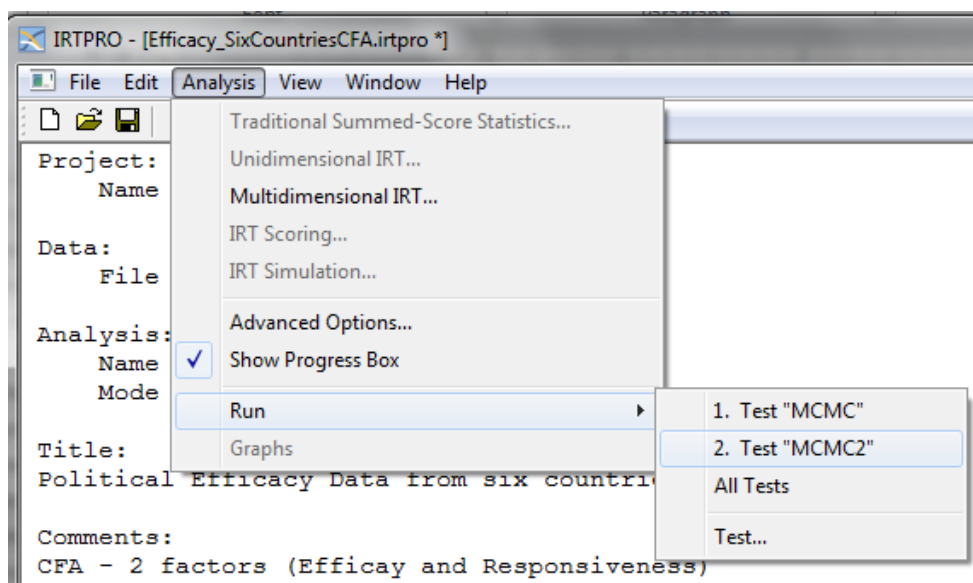 IRTPRO - [Efficacy_SixCountriesCFA.irtpro *]
File Edit Analysis View Window Help
Traditional Summed-Score Statistics...
Unidimensional IRT...
Multidimensional IRT...
IRT Scoring...
IRT Simulation...
Advanced Options...
Show Progress Box
Run
Graphs
1. Test "MCMC"
2. Test "MCMC2"
All Tests
Test...
Project:
Name
Data:
File
Analysis:
Name
Mode
Title:
Political Efficacy Data from six countrie
Comments:
CFA - 2 factors (Efficay and Responsiveness)